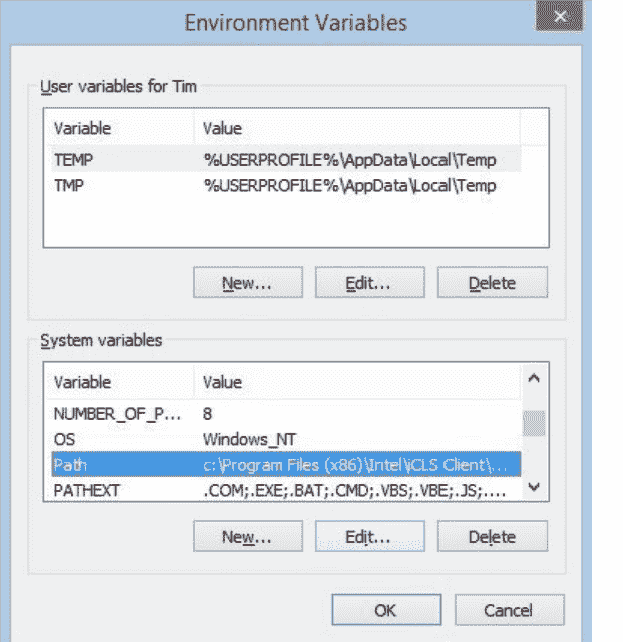 Environment Variables
User variables for Tim
Variable Value
TEMP %USERPROFILE%\AppData\Local\Temp
TMP %USERPROFILE%\AppData\Local\Temp
New... Edit... Delete
System variables
Variable Value
NUMBER_OF_P... 8
OS Windows_NT
Path c:\Program Files (x86)\Intel\iCLS Client\...
PATHEXT .COM;.EXE;.BAT;.CMD;.VBS;.VBE;.JS;....
New... Edit... Delete
OK Cancel